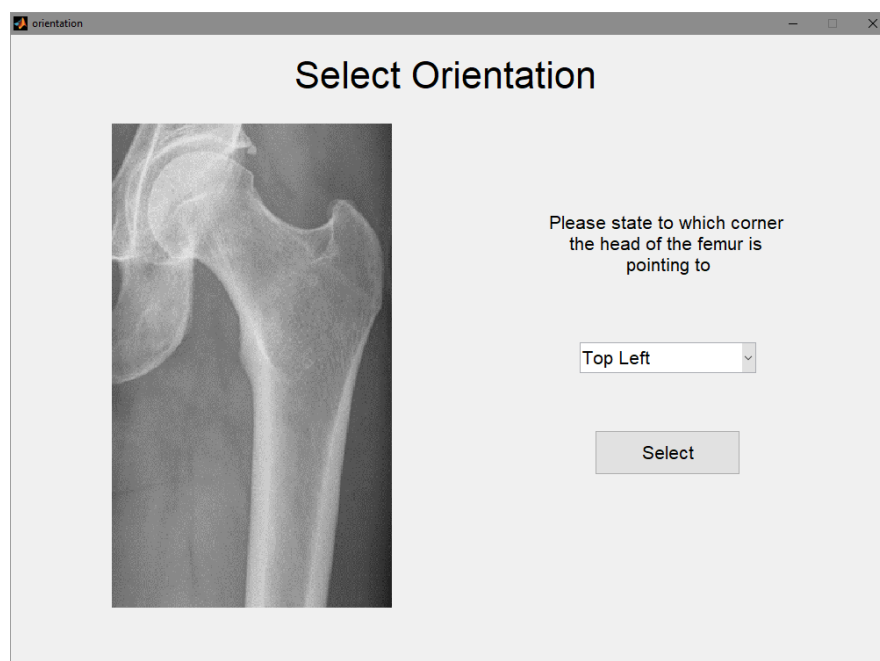 orientation
Select Orientation
Please state to which corner
the head of the femur is
pointing to
Top Left
Select